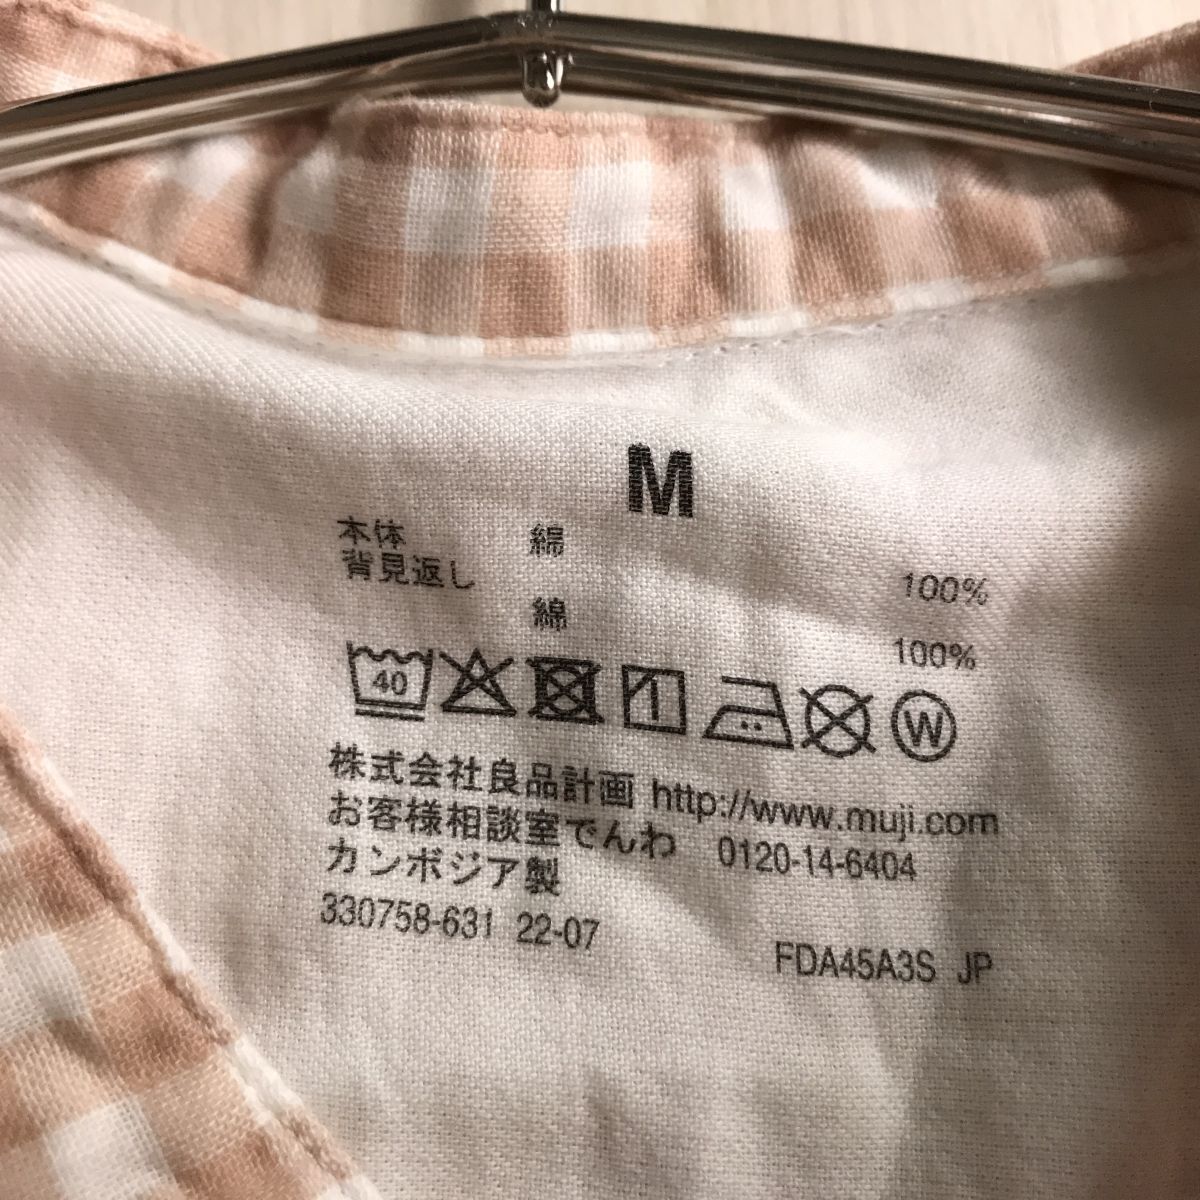 M
本体 綿 100%
背見返し 綿 100%
40 W
株式会社良品計画 http://www.muji.com
お客様相談室でんわ 0120-14-6404
カンボジア製
330758-631 22-07
FDA45A3S JP